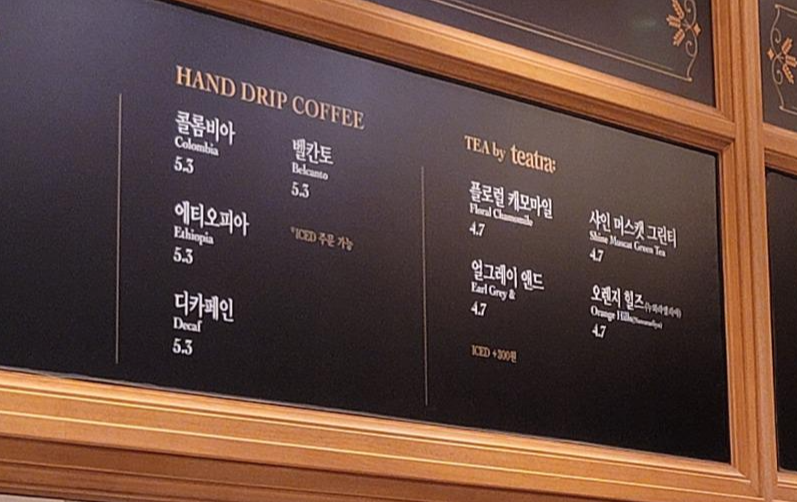 HAND DRIP COFFEE
콜롬비아
Colombia
5.3
에티오피아
Ethiopia
5.3
디카페인
Decaf
5.3
벨칸토
Belcanto
5.3
*ICED 주문 가능
TEA by teatra:
플로럴 캐모마일
Floral Chamomile
4.7
얼그레이 앤드
Earl Grey &
4.7
ICED +300원
샤인 머스캣 그린티
Shine Muscat Green Tea
4.7
오렌지 힐즈
Orange Hills
4.7